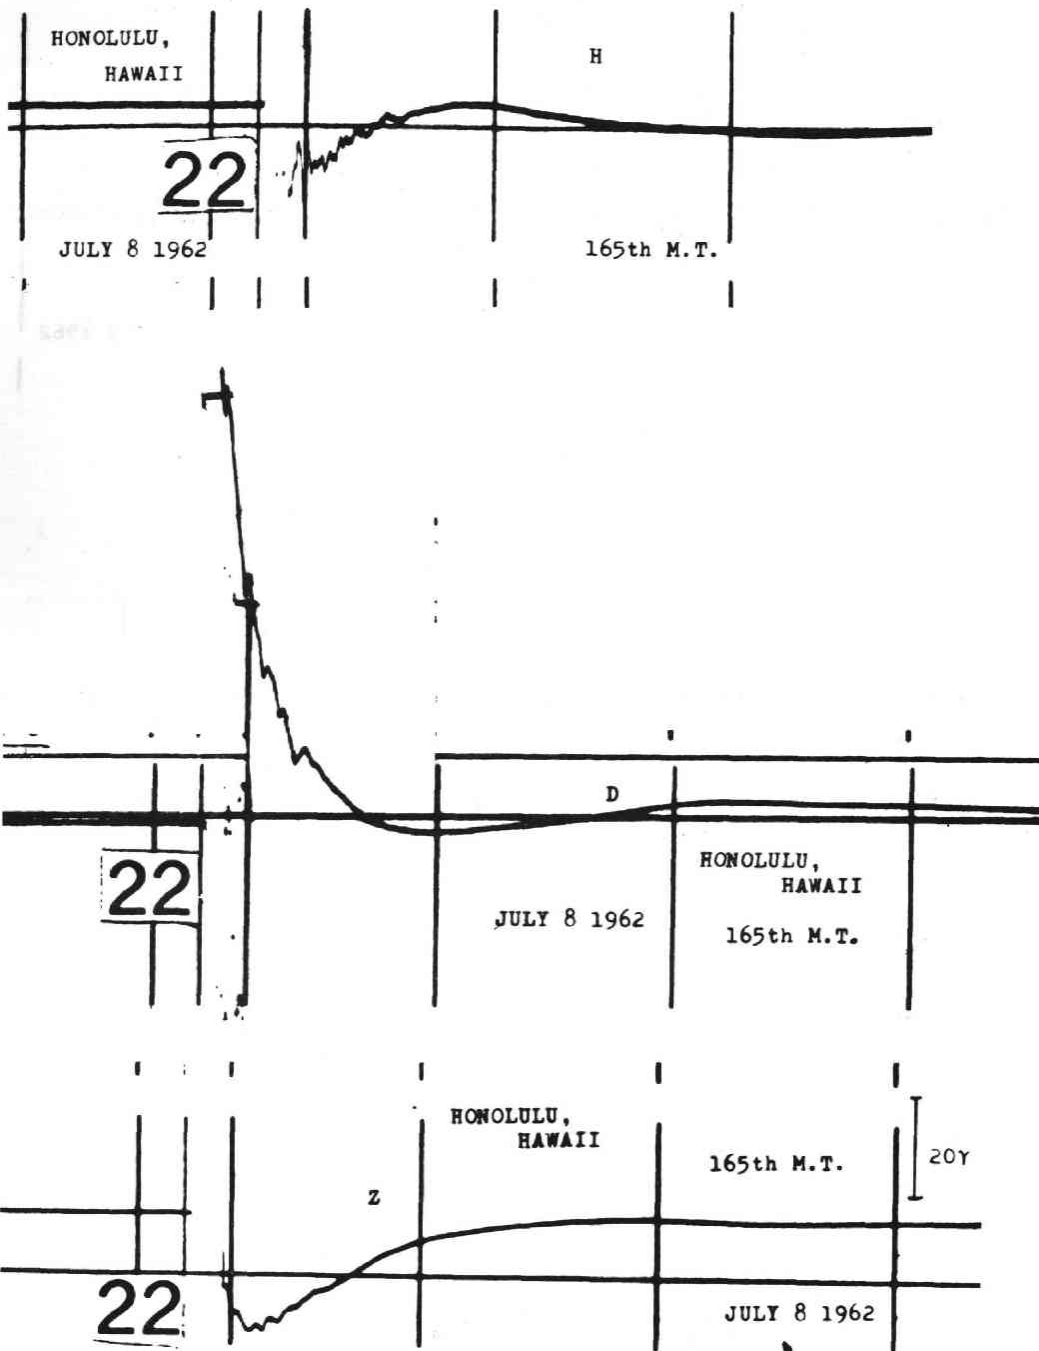 HONOLULU,
HAWAII
H
22
JULY 8 1962
165th M.T.
D
HONOLULU,
HAWAII
22
JULY 8 1962
165th M.T.
HONOLULU,
HAWAII
165th M.T.
20γ
Z
22
JULY 8 1962